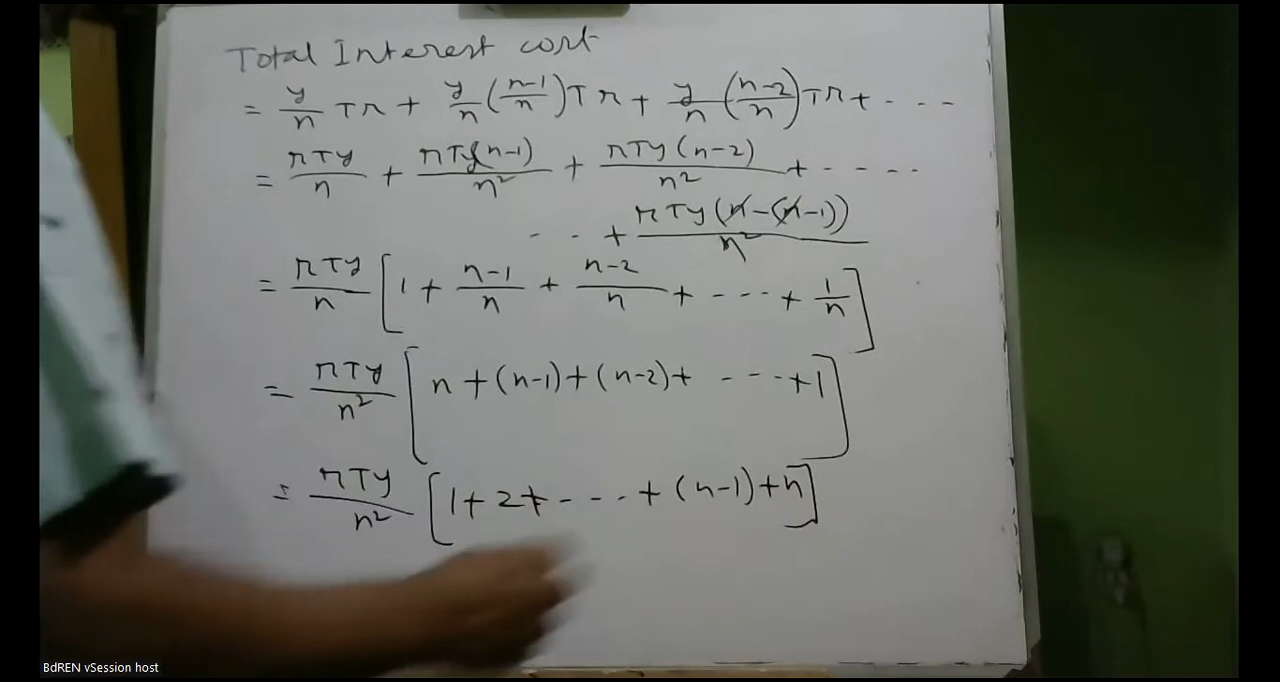 Total Interest cost
= y/n Tr + y/n ((n-1)/n) Tr + y/n ((n-2)/n) Tr + - - -
= rTy/n + rTy(n-1)/n² + rTy(n-2)/n² + - - - -
- - + rTy(n-(n-1))/n²
= rTy/n [1 + (n-1)/n + (n-2)/n + - - - + 1/n]
= rTy/n² [n + (n-1) + (n-2) + - - - + 1]
= rTy/n² [1 + 2 + - - - + (n-1) + n]
BdREN vSession host